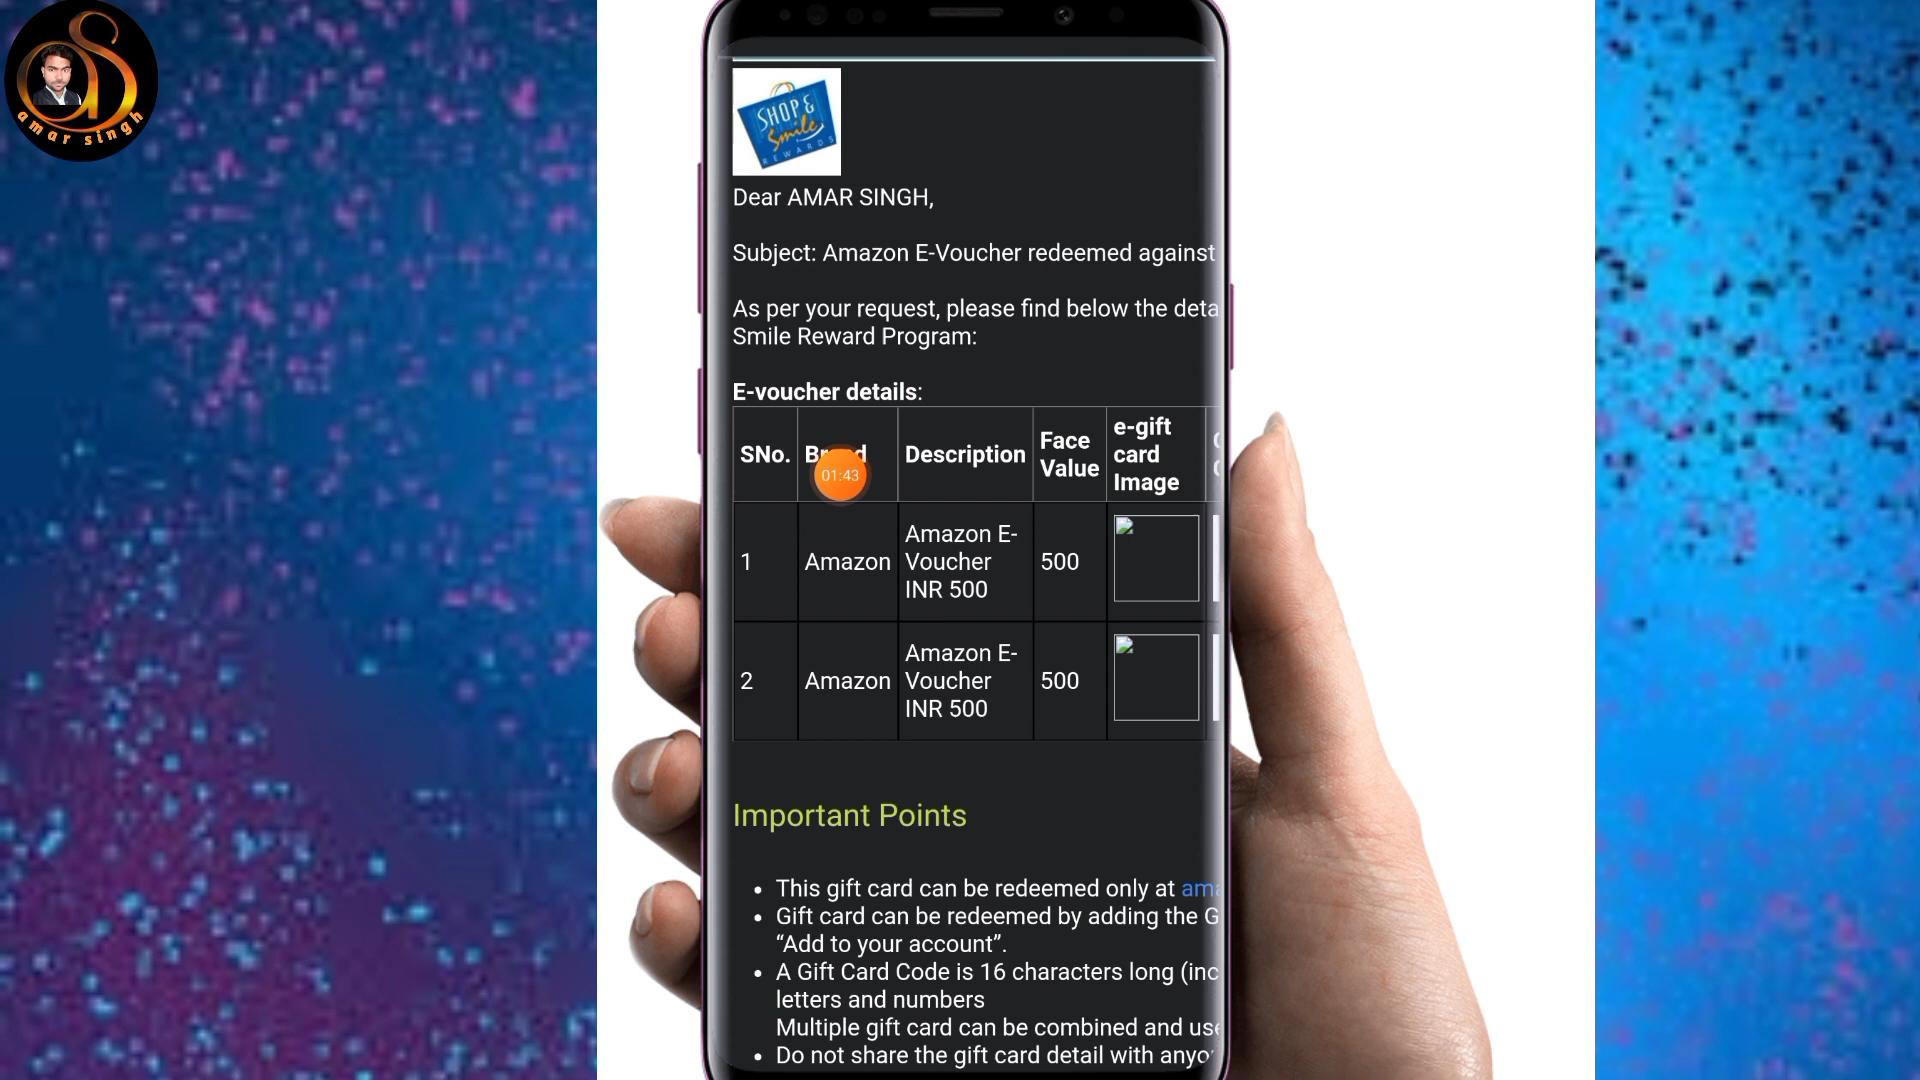 amar singh
SHOP &
Smile
REWARDS
Dear AMAR SINGH,
Subject: Amazon E-Voucher redeemed against
As per your request, please find below the deta
Smile Reward Program:
E-voucher details:
SNo.
Description
Face
Value
e-gift
card
Image
01:43
1
Amazon
Amazon E-
Voucher
INR 500
500
2
Amazon
Amazon E-
Voucher
INR 500
500
Important Points
• This gift card can be redeemed only at ama
• Gift card can be redeemed by adding the G
“Add to your account”.
• A Gift Card Code is 16 characters long (inc
letters and numbers
Multiple gift card can be combined and use
• Do not share the gift card detail with anyo